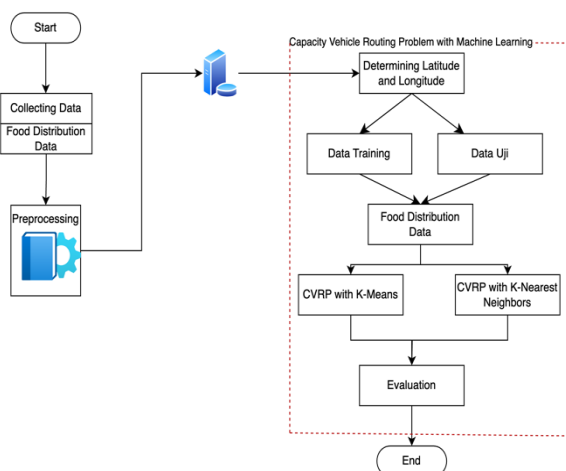 Start
Capacity Vehicle Routing Problem with Machine Learning
Determining Latitude
and Longitude
Collecting Data
Food Distribution
Data
Data Training
Data Uji
Preprocessing
Food Distribution
Data
CVRP with K-Means
CVRP with K-Nearest
Neighbors
Evaluation
End